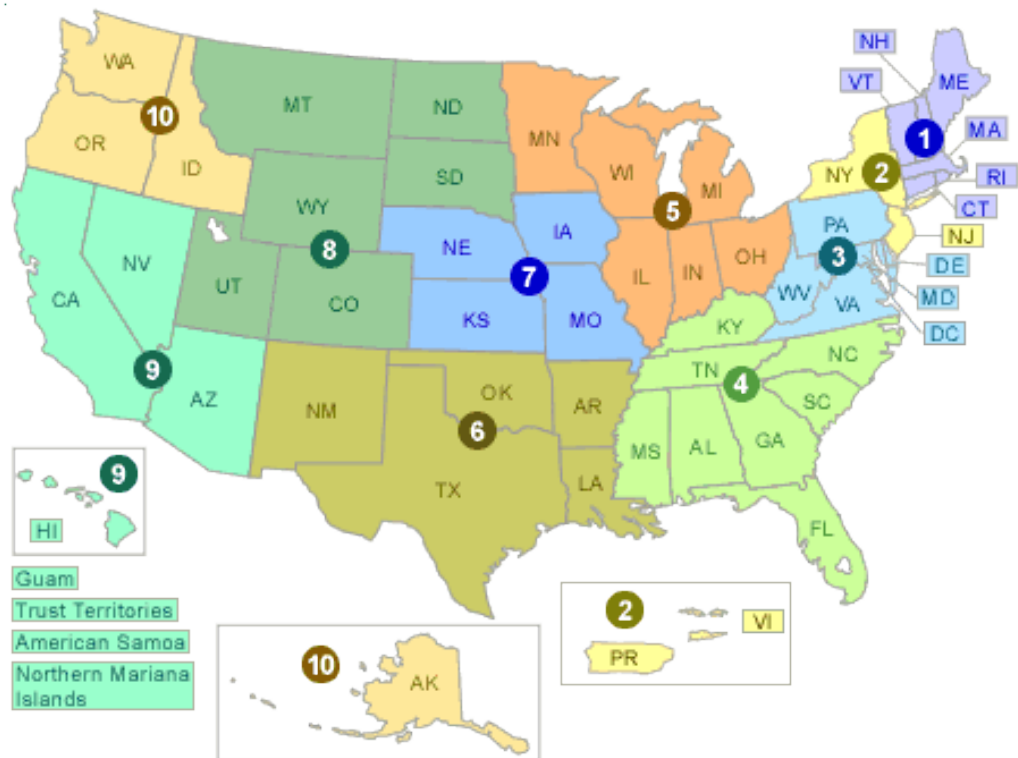 NH
WA
VT
ME
MT
ND
10
MN
OR
1
MA
ID
WI
MI
NY
2
RI
SD
WY
5
CT
PA
IA
NJ
NE
8
3
OH
NV
7
IL
IN
DE
UT
WV
CA
CO
VA
MD
KS
MO
KY
DC
NC
9
TN
4
AZ
OK
SC
NM
AR
6
MS
AL
GA
9
LA
TX
HI
FL
Guam
Trust Territories
2
VI
American Samoa
PR
10
Northern Mariana
Islands
AK